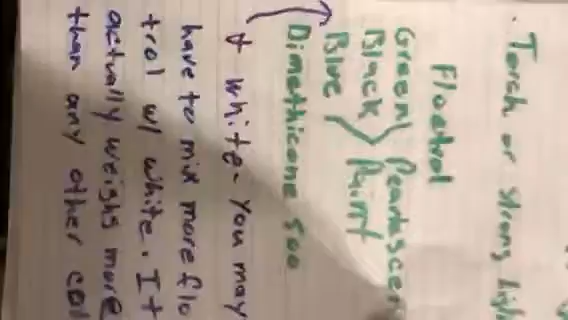 . Torch or strong ligh
Floetrol
Green Pearlescen
Black Paint
Blue
Dimethicone 500
& white - You may
have to mix more flo
trol w/ white. It
actually weighs more
than any other col